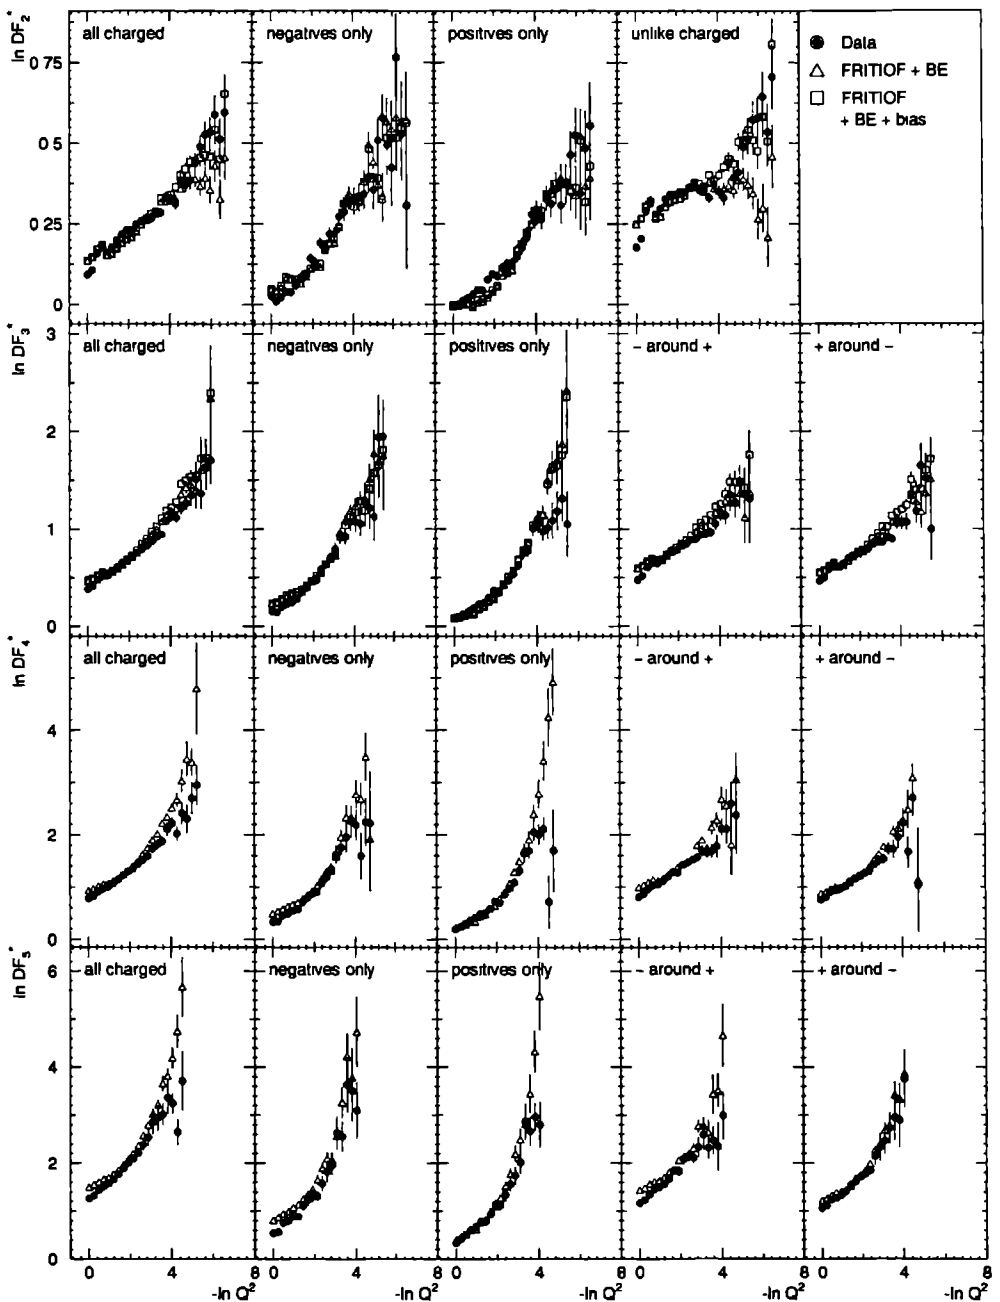 ln DF2*
all charged
negatives only
positives only
unlike charged
Data
FRITIOF + BE
FRITIOF
+ BE + bias
0 75
0 5
0 25
0
ln DF3*
all charged
negatives only
positives only
- around +
+ around -
3
2
1
0
ln DF4*
all charged
negatives only
positives only
- around +
+ around -
4
2
0
ln DF5*
all charged
negatives only
positives only
- around +
+ around -
6
4
2
0
0 4 8 0 4 8 0 4 8 0 4 8 0 4 8
-ln Q² -ln Q² -ln Q² -ln Q² -ln Q²